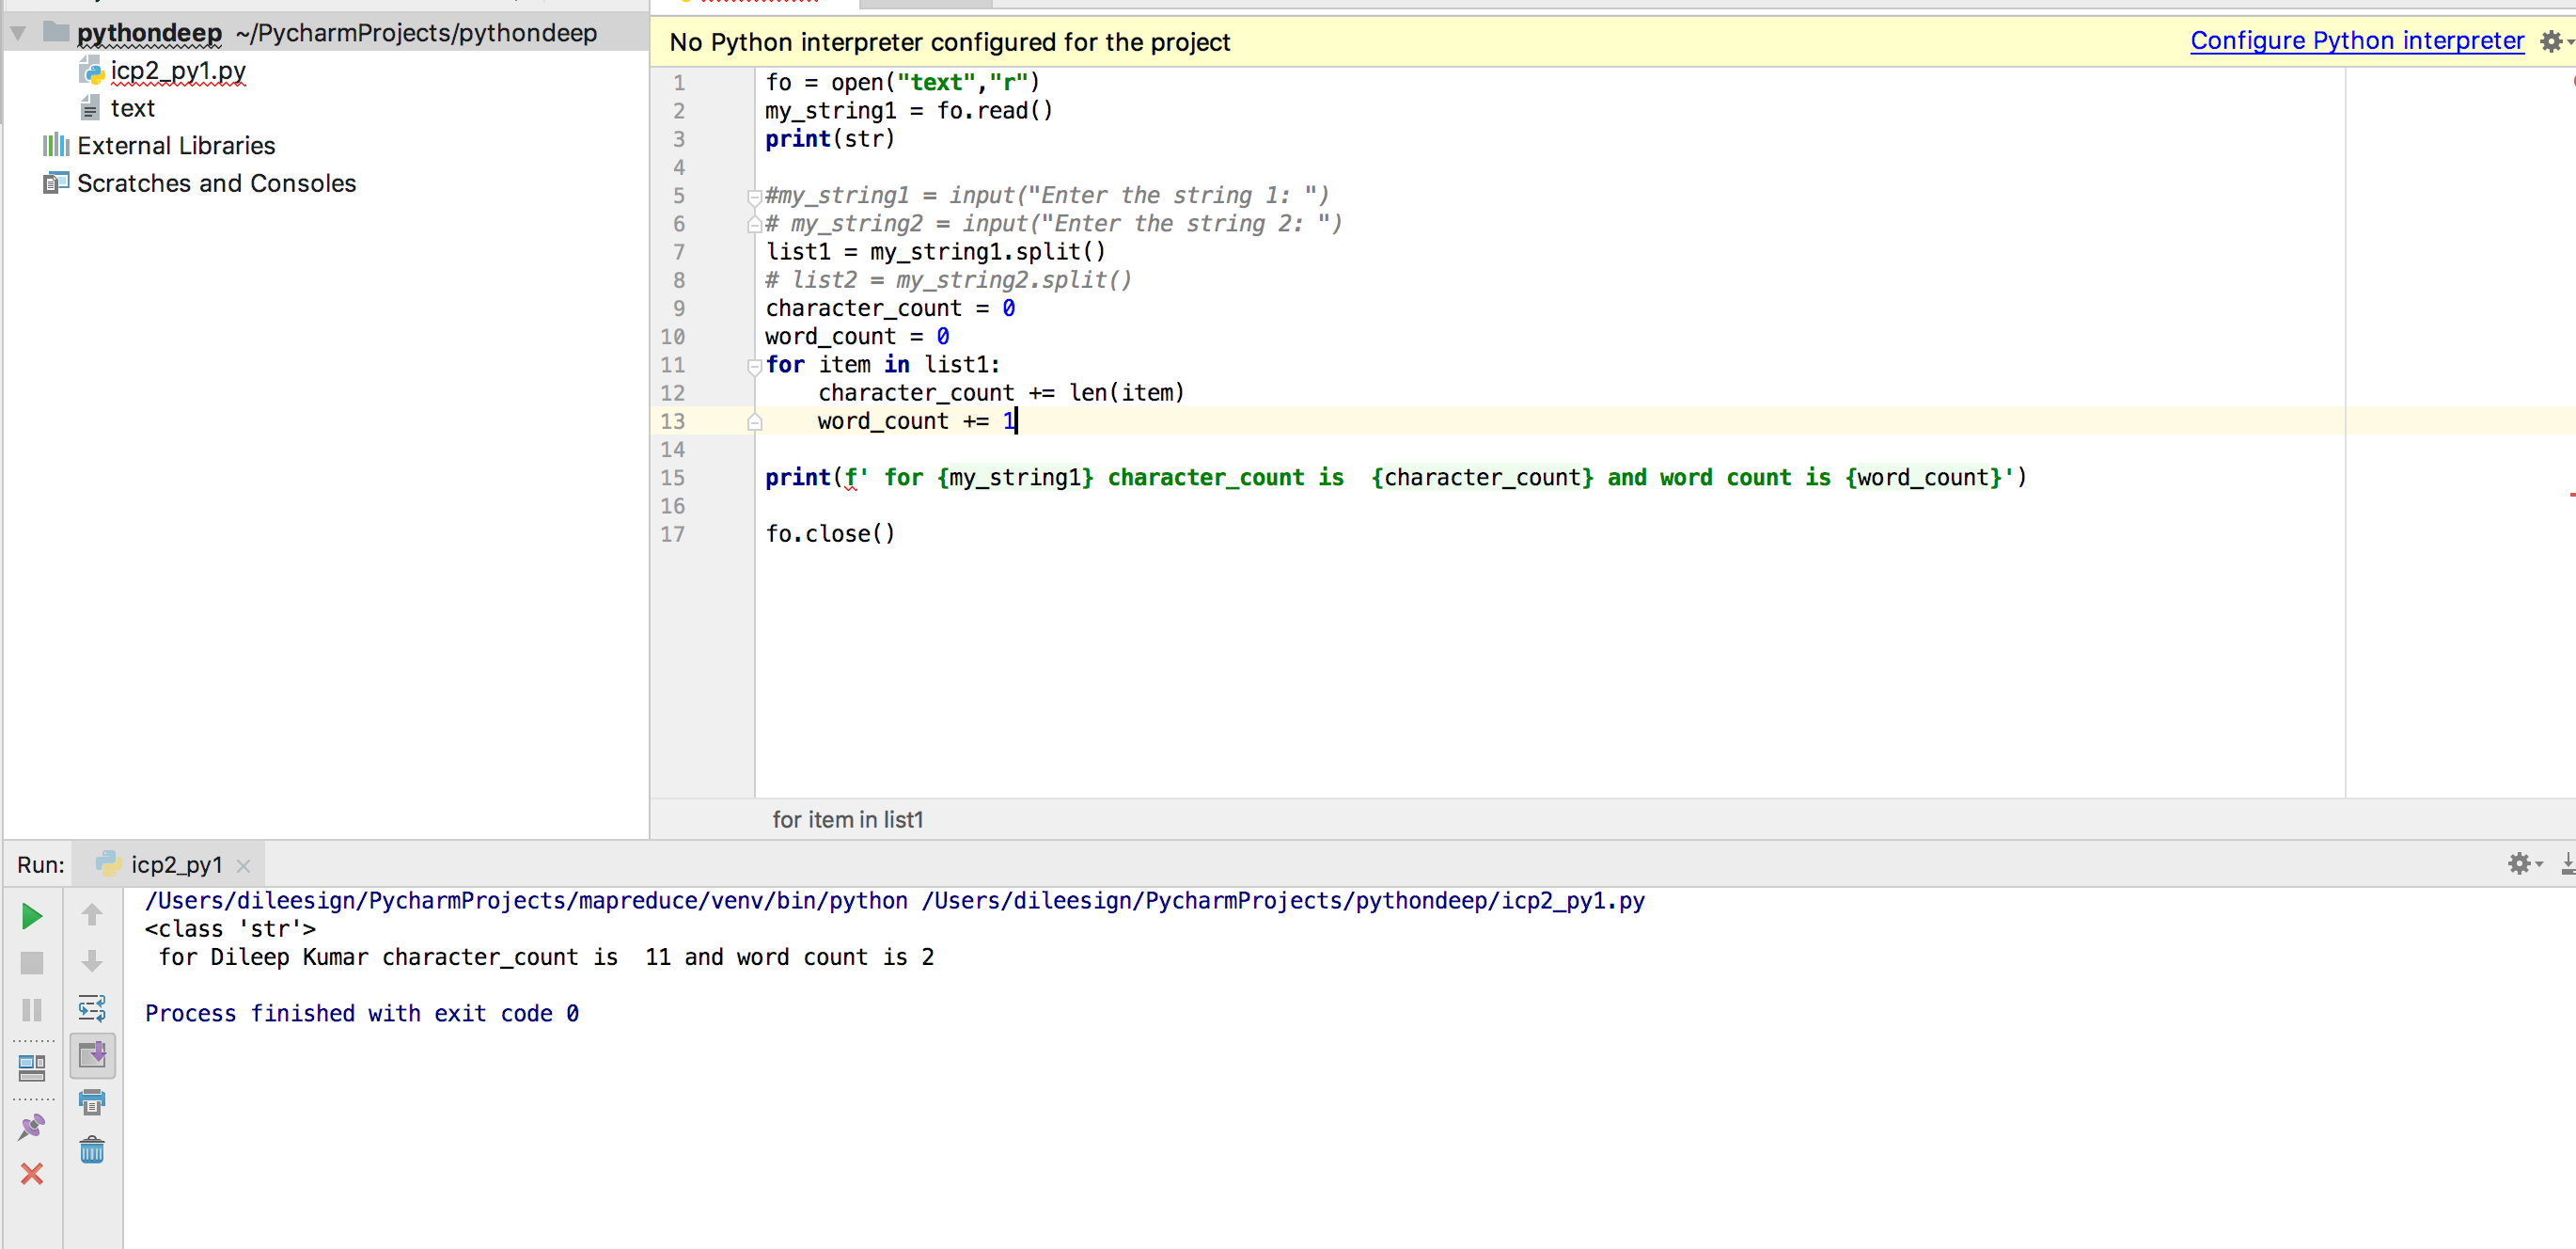 pythondeep ~/PycharmProjects/pythondeep
icp2_py1.py
text
External Libraries
Scratches and Consoles
No Python interpreter configured for the project
Configure Python interpreter
1 fo = open("text","r")
2 my_string1 = fo.read()
3 print(str)
4
5 #my_string1 = input("Enter the string 1: ")
6 # my_string2 = input("Enter the string 2: ")
7 list1 = my_string1.split()
8 # list2 = my_string2.split()
9 character_count = 0
10 word_count = 0
11 for item in list1:
12     character_count += len(item)
13     word_count += 1
14
15 print(f' for {my_string1} character_count is  {character_count} and word count is {word_count}')
16
17 fo.close()
for item in list1
Run: icp2_py1
/Users/dileesign/PycharmProjects/mapreduce/venv/bin/python /Users/dileesign/PycharmProjects/pythondeep/icp2_py1.py
<class 'str'>
 for Dileep Kumar character_count is  11 and word count is 2
Process finished with exit code 0